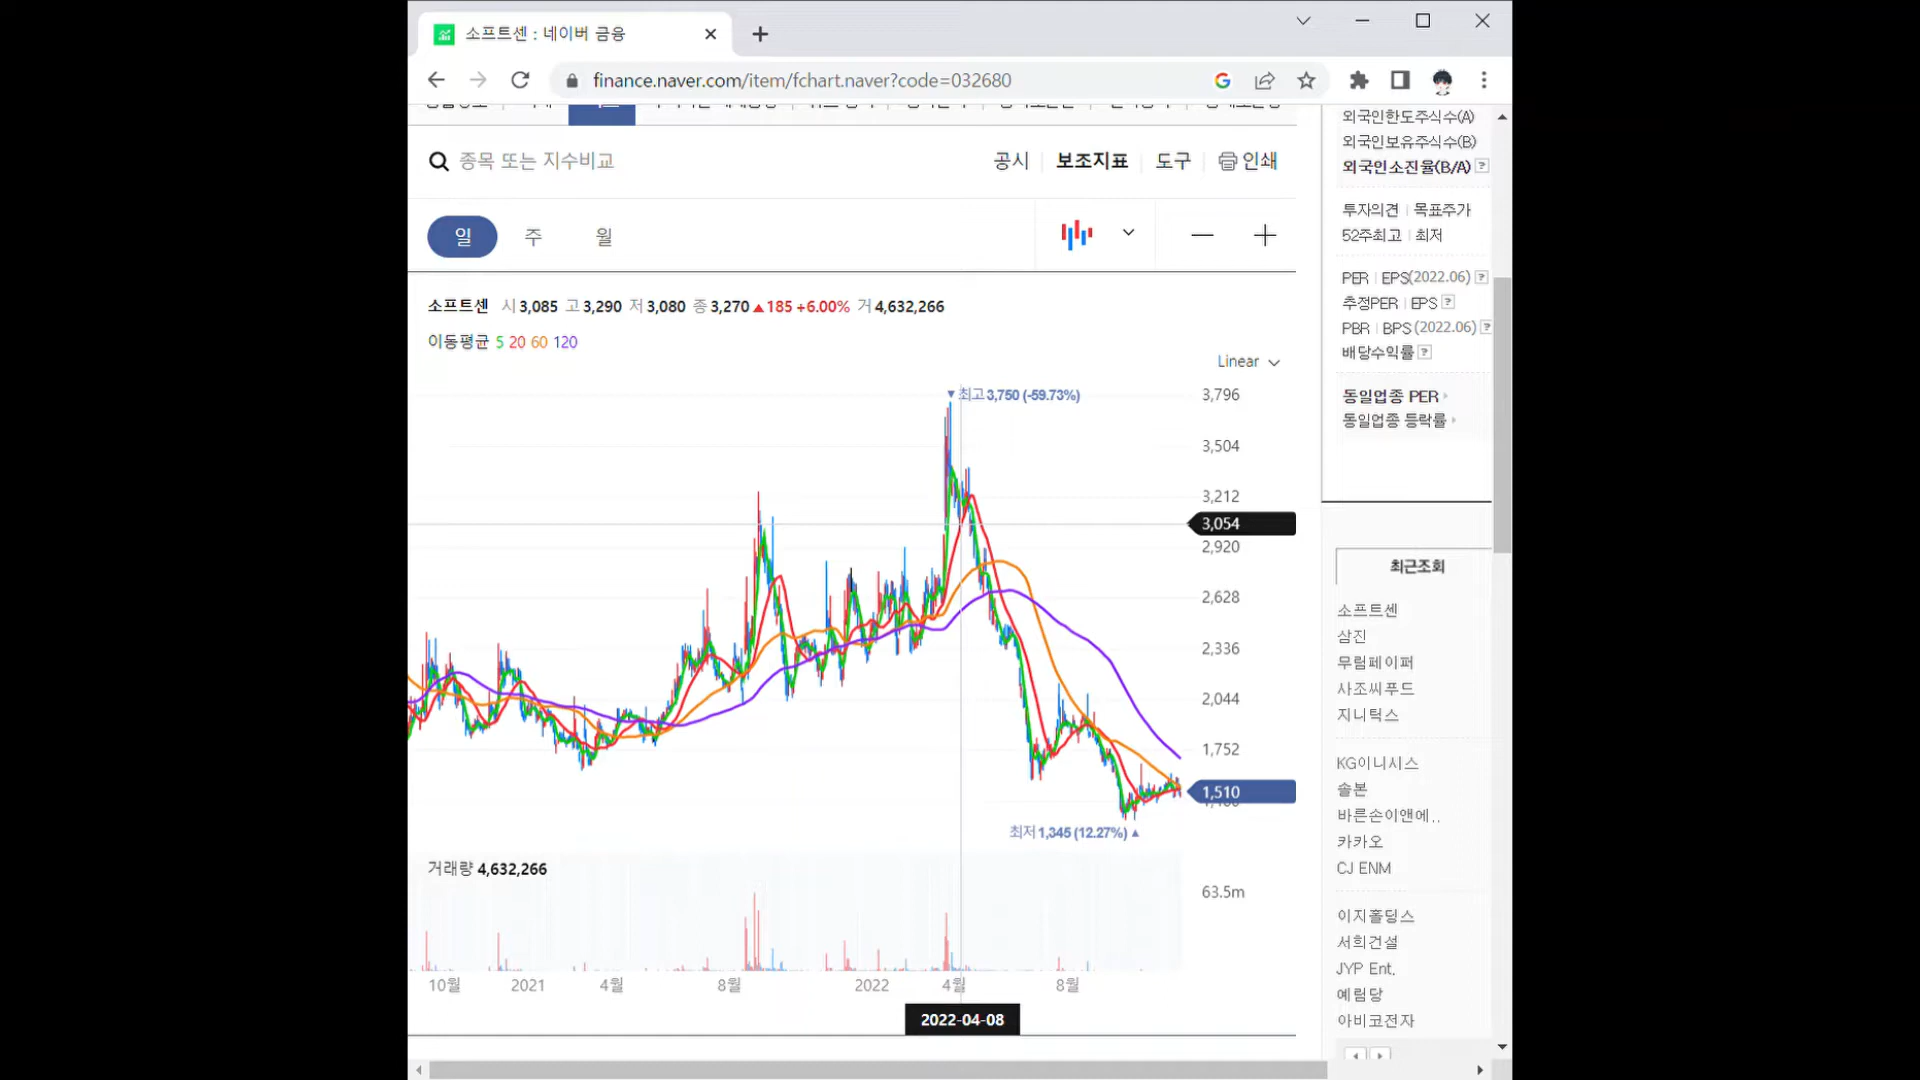 소프트센 : 네이버 금융
finance.naver.com/item/fchart.naver?code=032680
종목 또는 지수비교
공시 보조지표 도구 인쇄
일 주 월
소프트센 시 3,085 고 3,290 저 3,080 종 3,270 ▲185 +6.00% 거 4,632,266
이동평균 5 20 60 120
Linear
▼최고 3,750 (-59.73%)
3,796
3,504
3,212
3,054
2,920
2,628
2,336
2,044
1,752
1,510
최저 1,345 (12.27%) ▲
거래량 4,632,266
63.5m
10월 2021 4월 8월 2022 4월 8월
2022-04-08
외국인한도주식수(A)
외국인보유주식수(B)
외국인소진율(B/A) ?
투자의견 | 목표주가
52주최고 | 최저
PER | EPS(2022.06) ?
추정PER | EPS ?
PBR | BPS (2022.06) ?
배당수익률 ?
동일업종 PER
동일업종 등락률
최근조회
소프트센
삼진
무림페이퍼
사조씨푸드
지니틱스
KG이니시스
솔본
바른손이앤에..
카카오
CJ ENM
이지홀딩스
서희건설
JYP Ent.
예림당
아비코전자